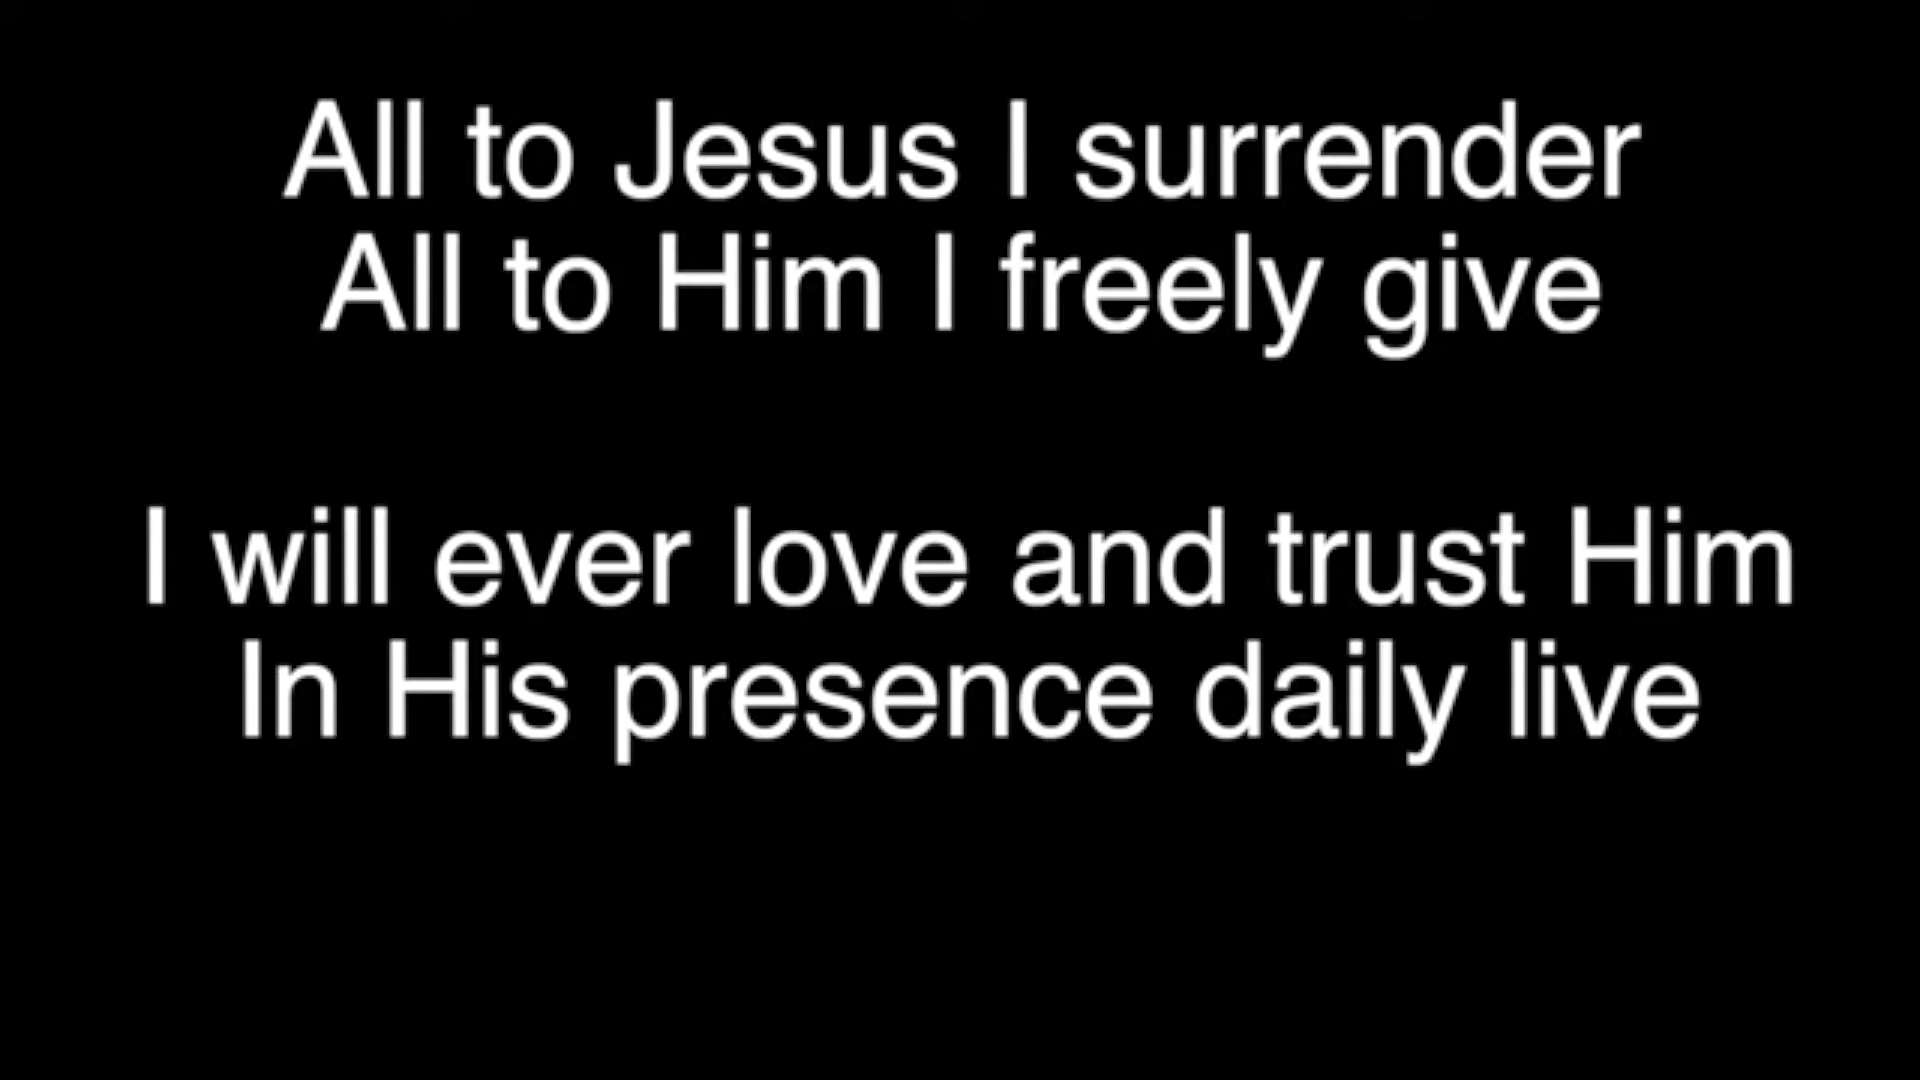 All to Jesus I surrender
All to Him I freely give
I will ever love and trust Him
In His presence daily live